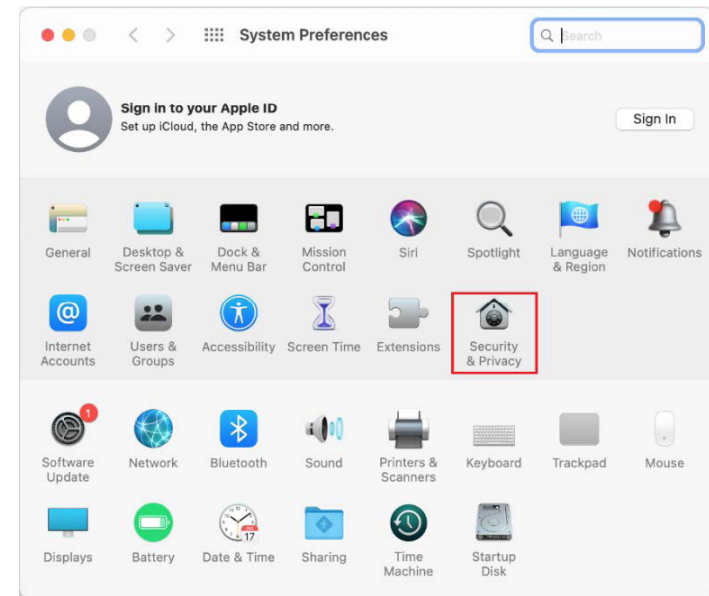 System Preferences
Search
Sign in to your Apple ID
Set up iCloud, the App Store and more.
Sign In
General
Desktop &
Screen Saver
Dock &
Menu Bar
Mission
Control
Siri
Spotlight
Language
& Region
Notifications
@
Internet
Accounts
Users &
Groups
Accessibility
Screen Time
Extensions
Security
& Privacy
1
Software
Update
Network
Bluetooth
Sound
Printers &
Scanners
Keyboard
Trackpad
Mouse
17
Displays
Battery
Date & Time
Sharing
Time
Machine
Startup
Disk